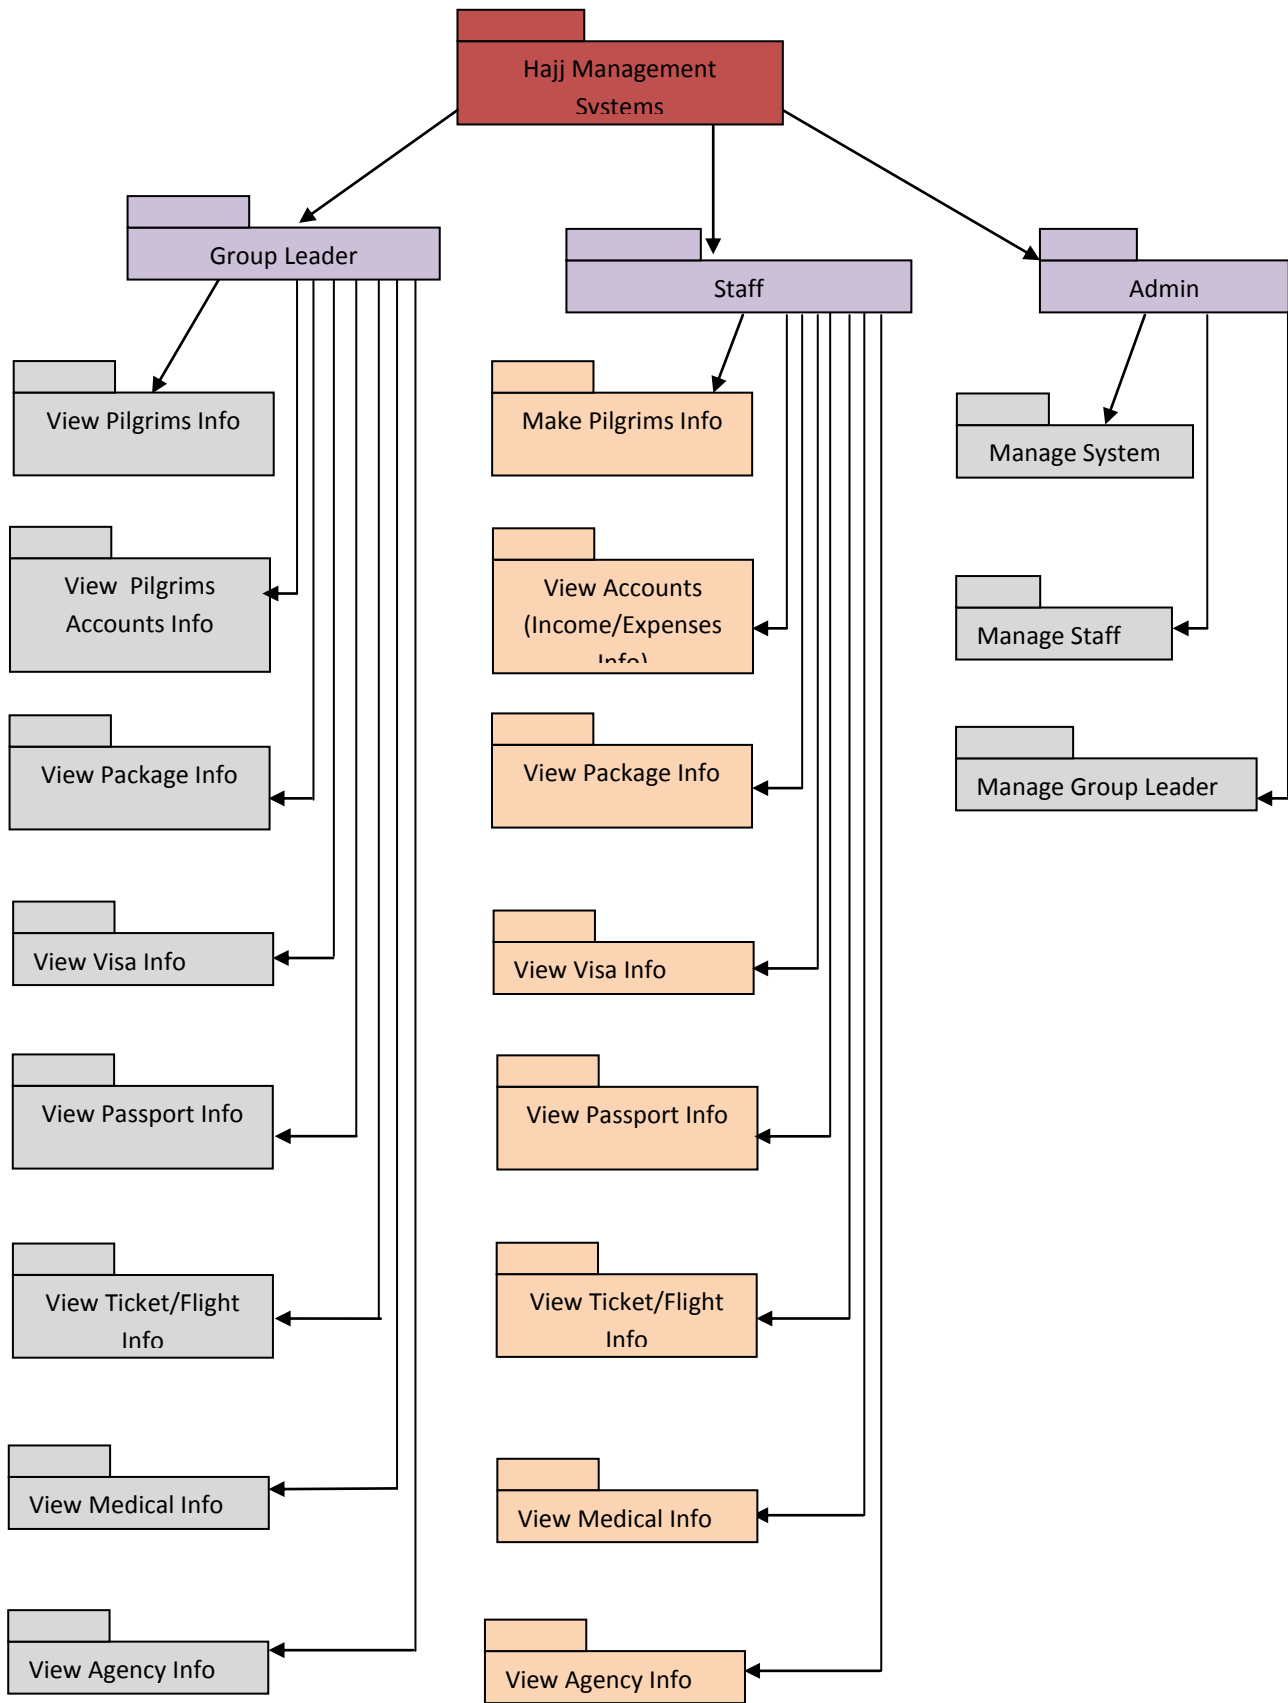 Hajj Management
Systems
Group Leader
Staff
Admin
View Pilgrims Info
Make Pilgrims Info
Manage System
View  Pilgrims
Accounts Info
View Accounts
(Income/Expenses
Info)
Manage Staff
View Package Info
View Package Info
Manage Group Leader
View Visa Info
View Visa Info
View Passport Info
View Passport Info
View Ticket/Flight
Info
View Ticket/Flight
Info
View Medical Info
View Medical Info
View Agency Info
View Agency Info